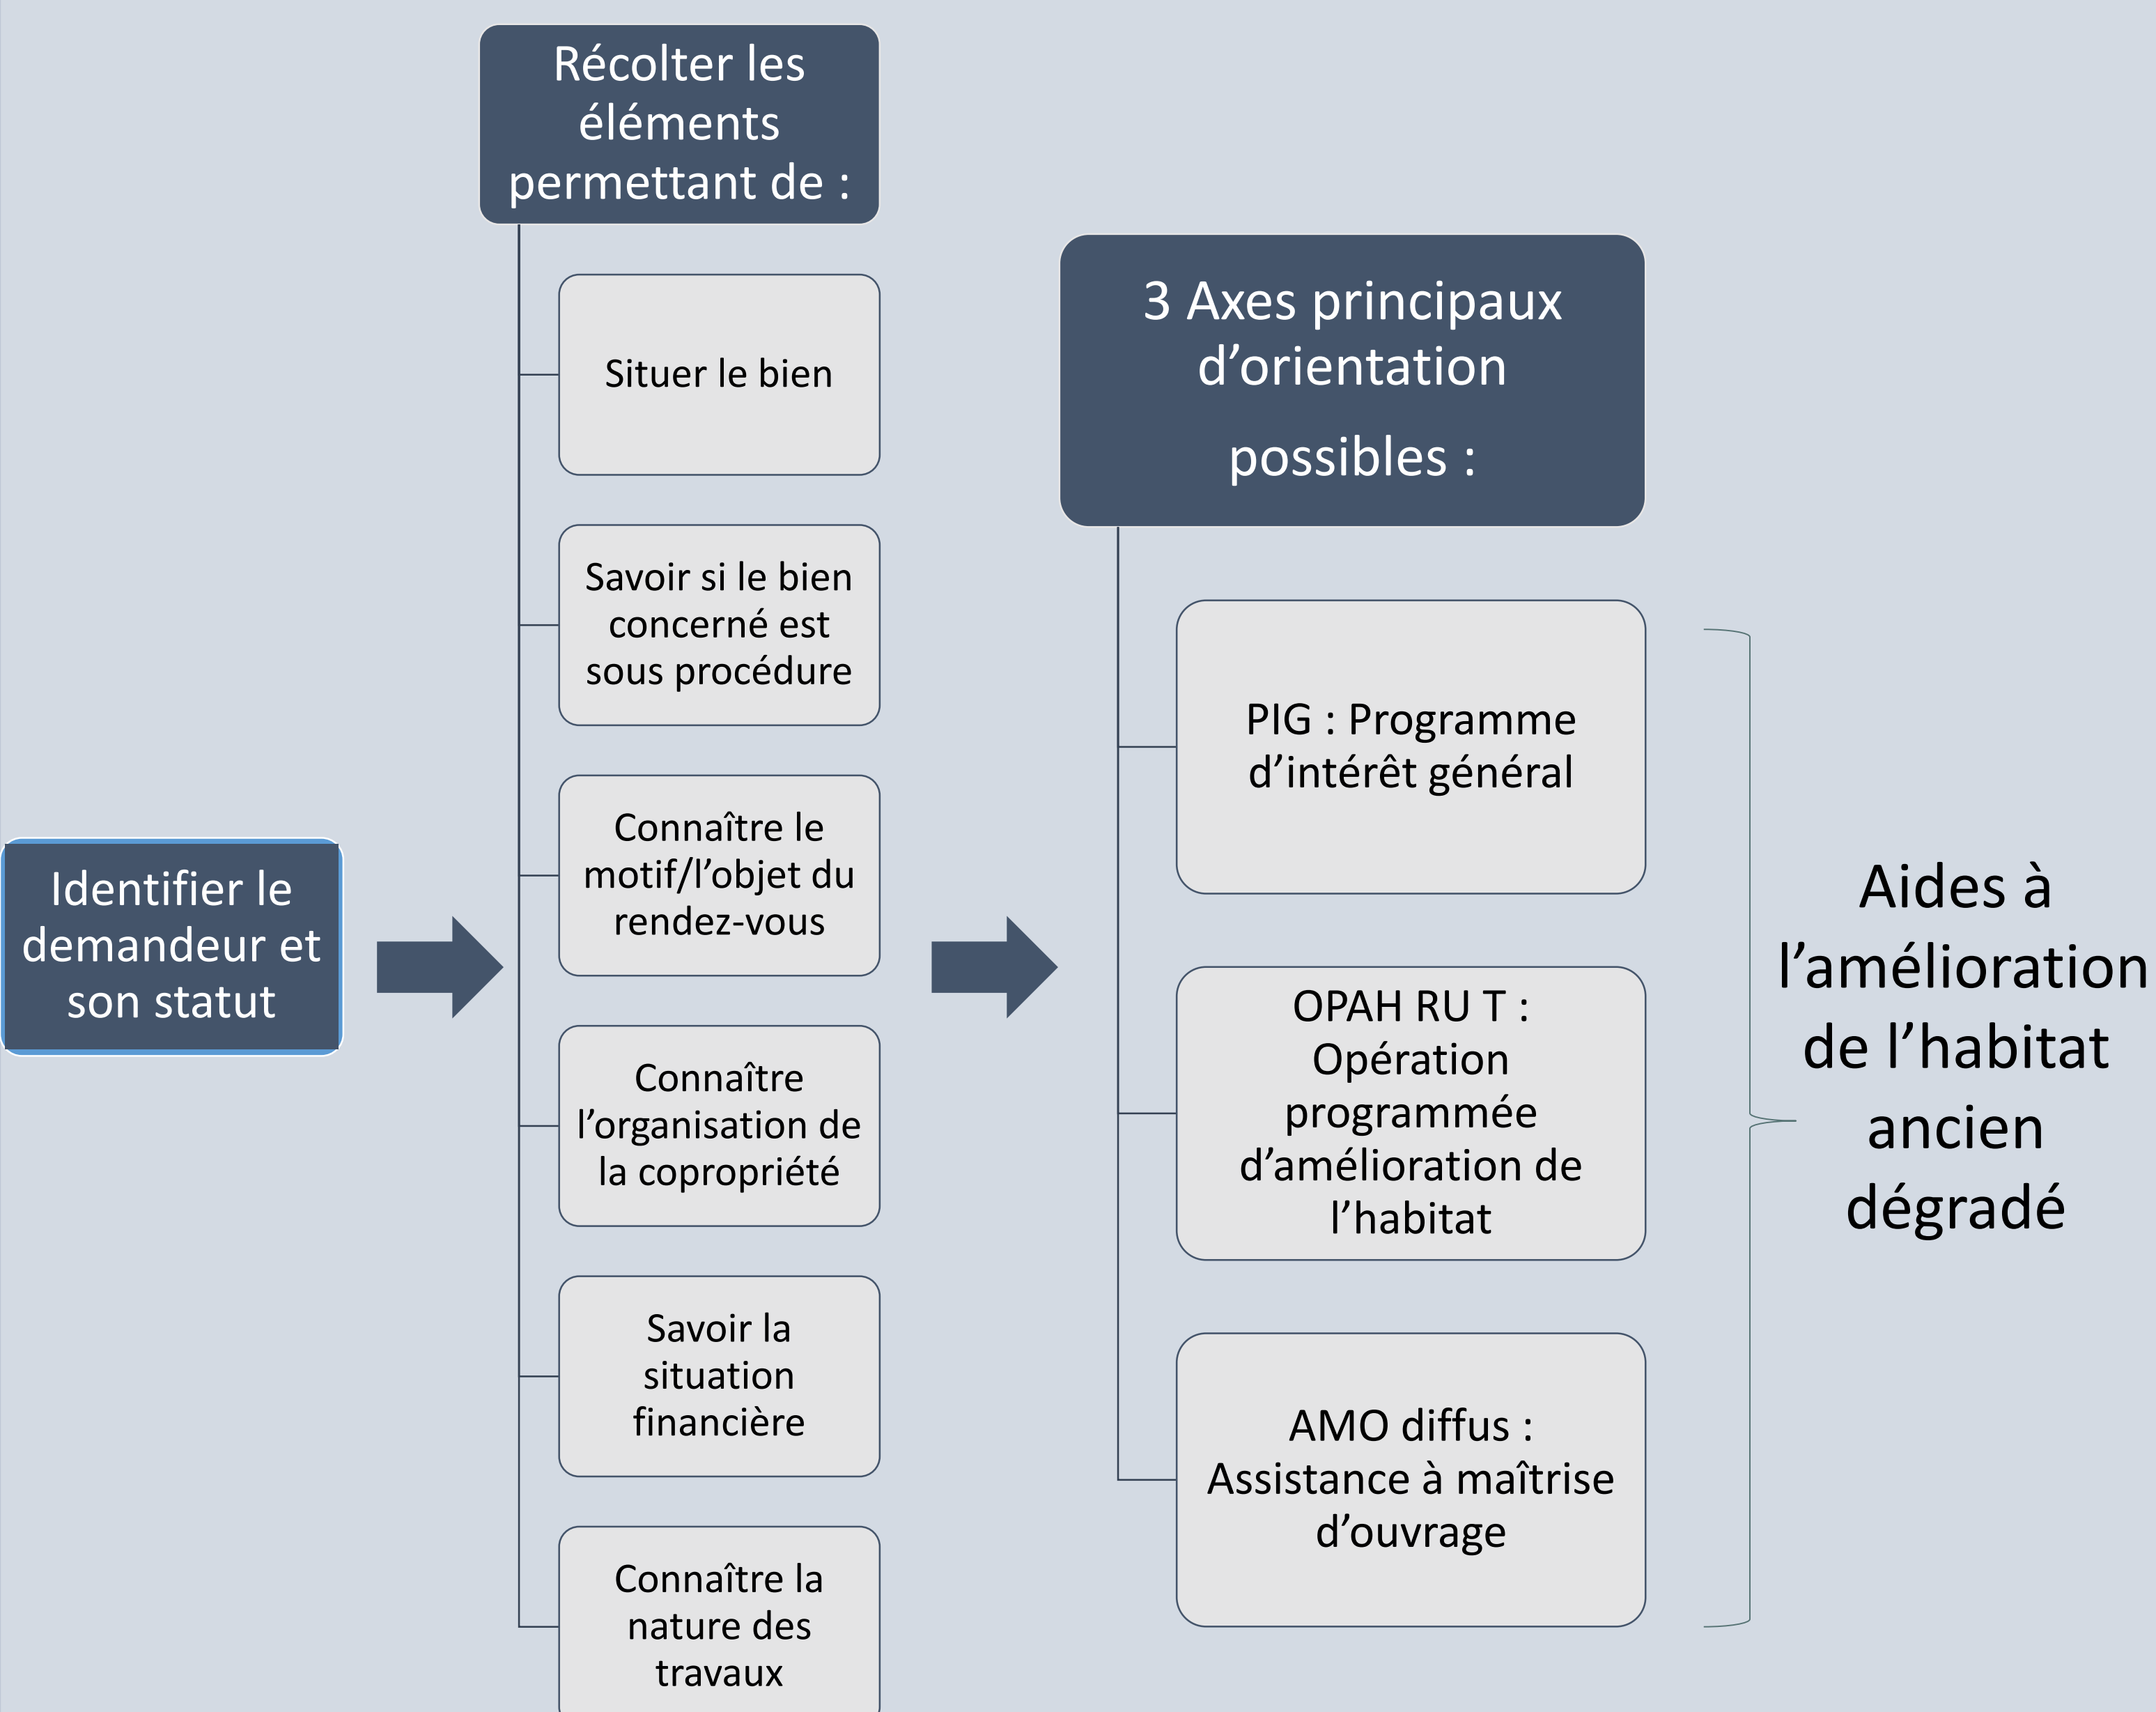 Identifier le
demandeur et
son statut
Récolter les
éléments
permettant de :
Situer le bien
Savoir si le bien
concerné est
sous procédure
Connaître le
motif/l’objet du
rendez-vous
Connaître
l’organisation de
la copropriété
Savoir la
situation
financière
Connaître la
nature des
travaux
3 Axes principaux
d’orientation
possibles :
PIG : Programme
d’intérêt général
OPAH RU T :
Opération
programmée
d’amélioration de
l’habitat
AMO diffus :
Assistance à maîtrise
d’ouvrage
Aides à
l’amélioration
de l’habitat
ancien
dégradé